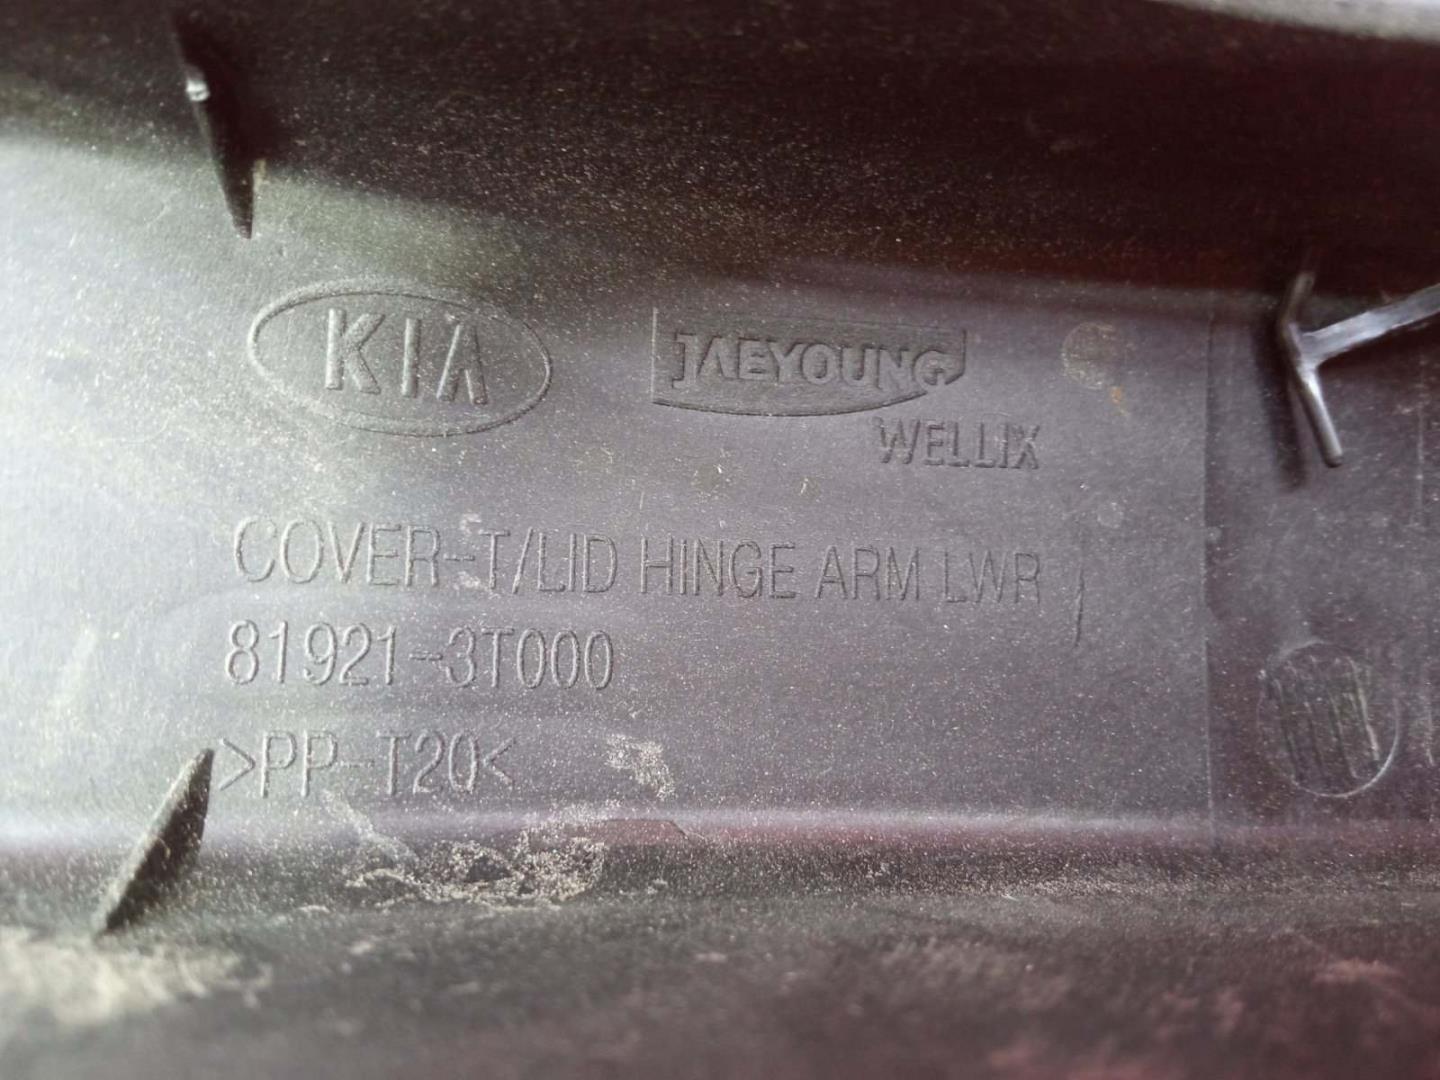 KIA
JAEYOUNG
WELLIX
COVER-T/LID HINGE ARM LWR
81921-3T000
>PP-T20<